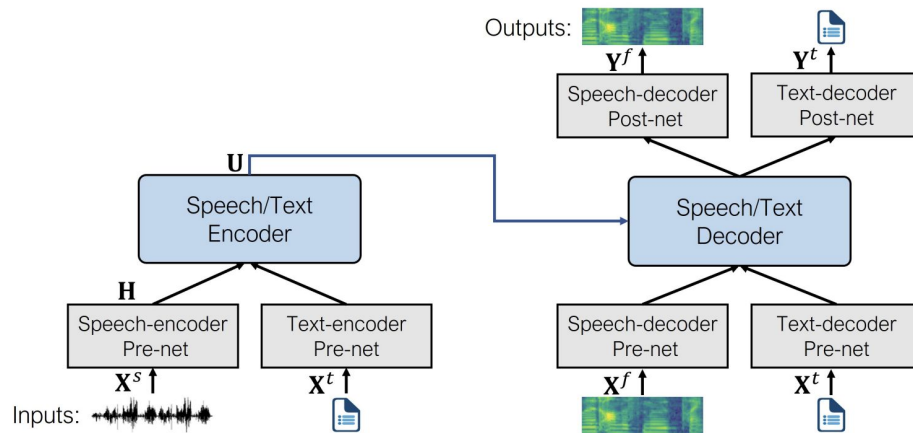 Outputs:
Y^f
Y^t
Speech-decoder
Post-net
Text-decoder
Post-net
U
Speech/Text
Encoder
Speech/Text
Decoder
H
Speech-encoder
Pre-net
Text-encoder
Pre-net
Speech-decoder
Pre-net
Text-decoder
Pre-net
X^s
X^t
X^f
X^t
Inputs: